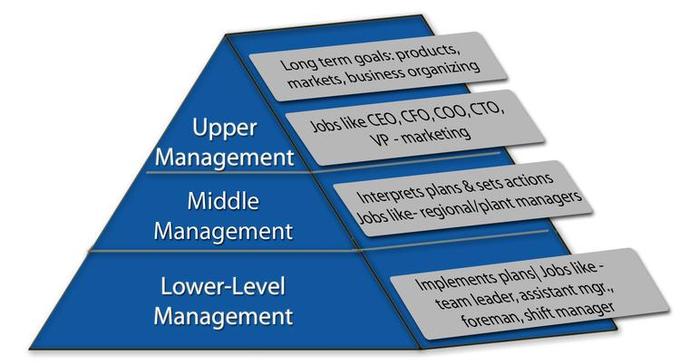 Long term goals: products,
markets, business organizing
Upper
Management
Jobs like CEO, CFO, COO, CTO,
VP - marketing
Middle
Management
Interprets plans & sets actions
Jobs like- regional/plant managers
Lower-Level
Management
Implements plans| Jobs like -
team leader, assistant mgr.,
foreman, shift manager